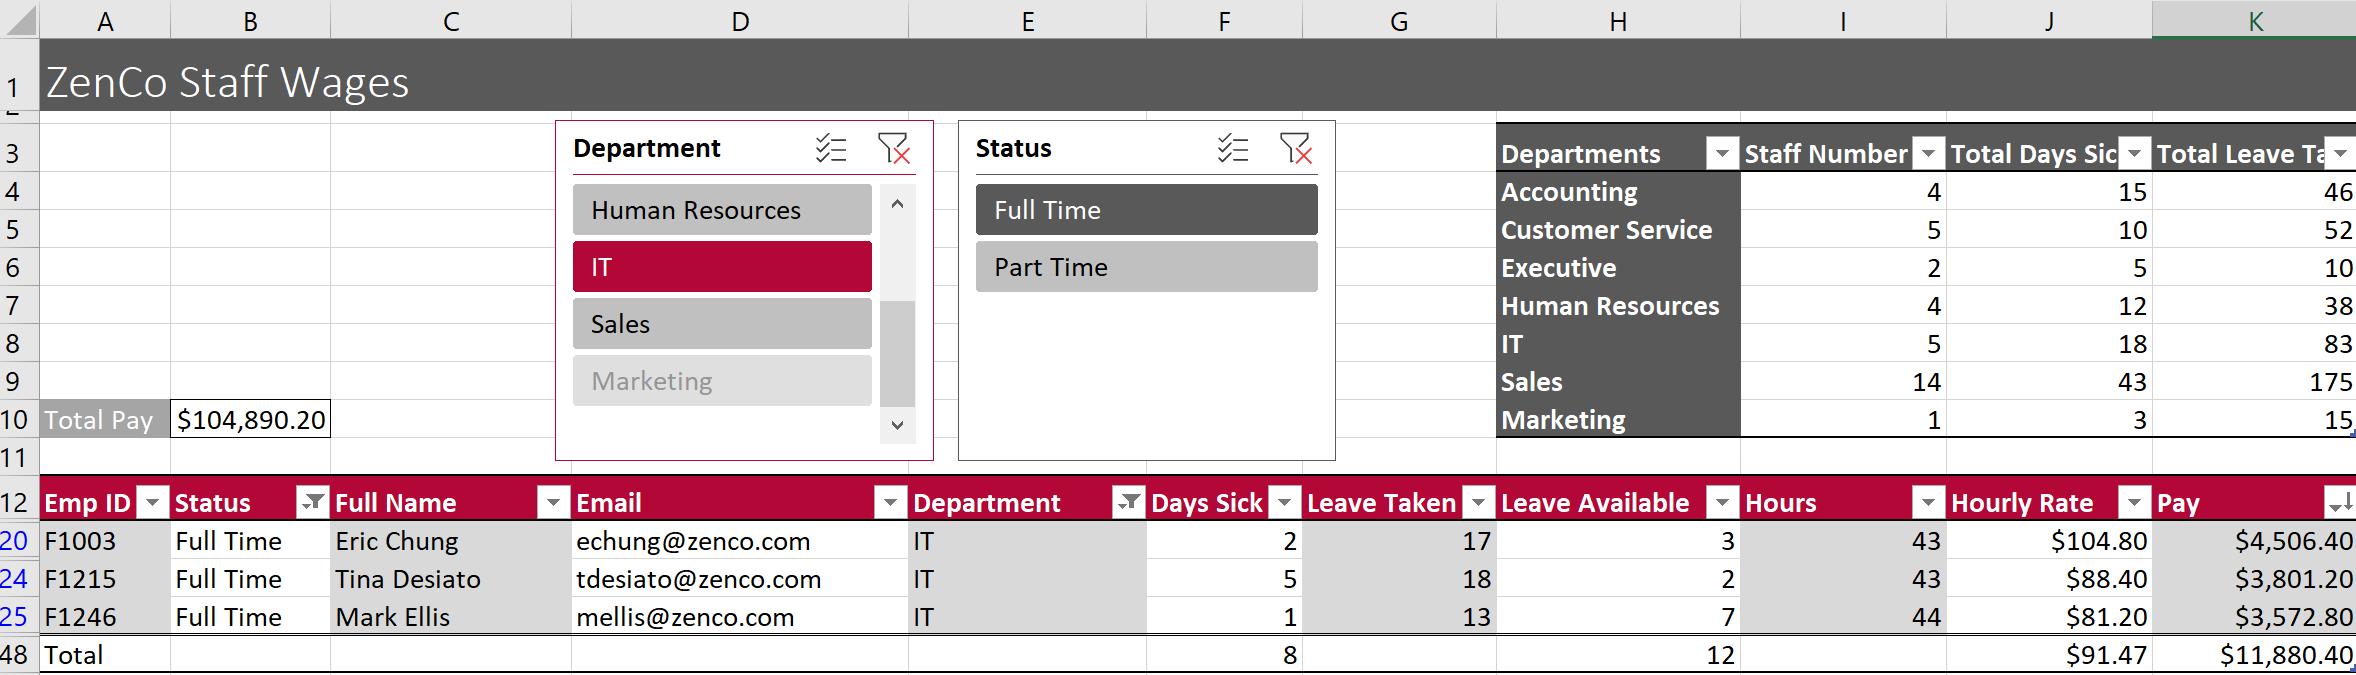 A B C D E F G H I J K
1 ZenCo Staff Wages
2
3 Department Status Departments Staff Number Total Days Sic Total Leave Ta
4 Human Resources Full Time Accounting 4 15 46
5 Customer Service 5 10 52
6 IT Part Time Executive 2 5 10
7 Human Resources 4 12 38
8 Sales IT 5 18 83
9 Marketing Sales 14 43 175
10 Total Pay $104,890.20 Marketing 1 3 15
11
12 Emp ID Status Full Name Email Department Days Sick Leave Taken Leave Available Hours Hourly Rate Pay
20 F1003 Full Time Eric Chung echung@zenco.com IT 2 17 3 43 $104.80 $4,506.40
24 F1215 Full Time Tina Desiato tdesiato@zenco.com IT 5 18 2 43 $88.40 $3,801.20
25 F1246 Full Time Mark Ellis mellis@zenco.com IT 1 13 7 44 $81.20 $3,572.80
48 Total 8 12 $91.47 $11,880.40